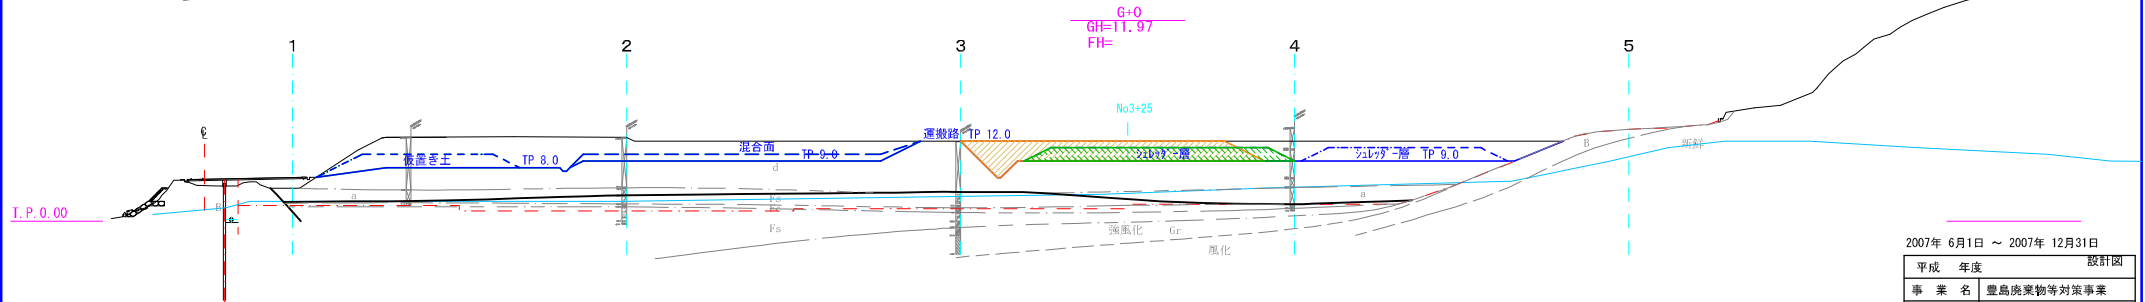 G+0
GH=11.97
FH=
1
2
3
4
5
No3+25
運搬路 TP 12.0
混合面
仮置き土 TP 8.0
TP 9.0
シュレッダー層
シュレッダー層 TP 9.0
B
新鮮
d
a
a
Fs
Fs
B
T.P.0.00
強風化 Gr
風化
2007年 6月1日 ~ 2007年 12月31日
設計図
平成 年度
事 業 名 豊島廃棄物等対策事業